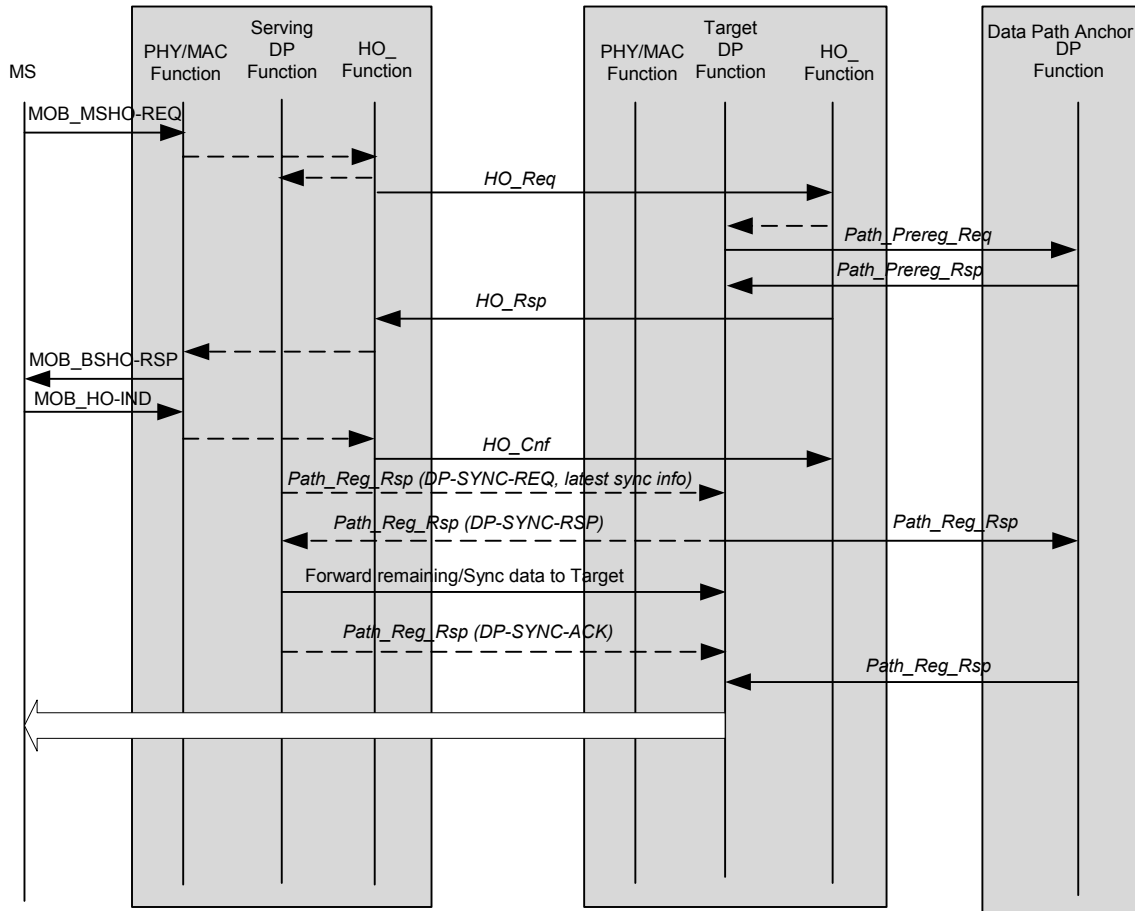 Serving
DP
Function
PHY/MAC
Function
HO_
Function
Target
DP
Function
PHY/MAC
Function
HO_
Function
Data Path Anchor
DP
Function
MS
MOB_MSHO-REQ
HO_Req
Path_Prereg_Req
Path_Prereg_Rsp
HO_Rsp
MOB_BSHO-RSP
MOB_HO-IND
HO_Cnf
Path_Reg_Rsp (DP-SYNC-REQ, latest sync info)
Path_Reg_Rsp (DP-SYNC-RSP)
Path_Reg_Rsp
Forward remaining/Sync data to Target
Path_Reg_Rsp (DP-SYNC-ACK)
Path_Reg_Rsp